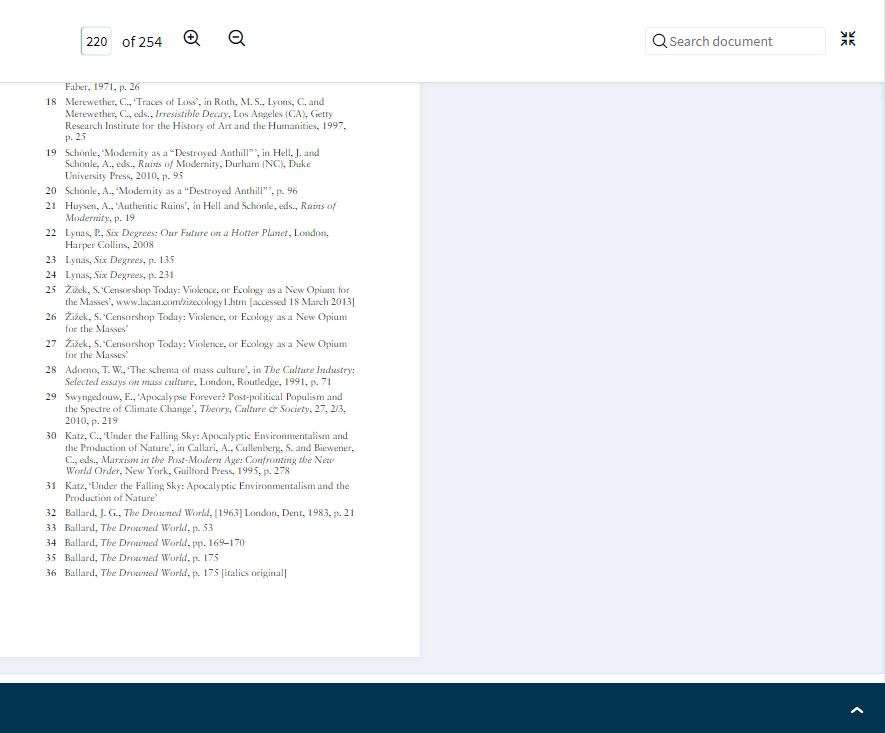 220 of 254
Search document
Faber, 1971, p. 26
18 Merewether, C., ‘Traces of Loss’, in Roth, M. S., Lyons, C. and
Merewether, C., eds., Irresistible Decay, Los Angeles (CA), Getty
Research Institute for the History of Art and the Humanities, 1997,
p. 25
19 Schönle, ‘Modernity as a “Destroyed Anthill”’, in Hell, J. and
Schönle, A., eds., Ruins of Modernity, Durham (NC), Duke
University Press, 2010, p. 95
20 Schönle, A., ‘Modernity as a “Destroyed Anthill”’, p. 96
21 Huysen, A., ‘Authentic Ruins’, in Hell and Schönle, eds., Ruins of
Modernity, p. 19
22 Lynas, P., Six Degrees: Our Future on a Hotter Planet, London,
Harper Collins, 2008
23 Lynas, Six Degrees, p. 135
24 Lynas, Six Degrees, p. 231
25 Žižek, S. ‘Censorshop Today: Violence, or Ecology as a New Opium for
the Masses’, www.lacan.com/zizecology1.htm [accessed 18 March 2013]
26 Žižek, S. ‘Censorshop Today: Violence, or Ecology as a New Opium
for the Masses’
27 Žižek, S. ‘Censorshop Today: Violence, or Ecology as a New Opium
for the Masses’
28 Adorno, T. W., ‘The schema of mass culture’, in The Culture Industry:
Selected essays on mass culture, London, Routledge, 1991, p. 71
29 Swyngedouw, E., ‘Apocalypse Forever? Post-political Populism and
the Spectre of Climate Change’, Theory, Culture & Society, 27, 2/3,
2010, p. 219
30 Katz, C., ‘Under the Falling Sky: Apocalyptic Environmentalism and
the Production of Nature’, in Callari, A., Cullenberg, S. and Biewener,
C., eds., Marxism in the Post-Modern Age: Confronting the New
World Order, New York, Guilford Press, 1995, p. 278
31 Katz, ‘Under the Falling Sky: Apocalyptic Environmentalism and the
Production of Nature’
32 Ballard, J. G., The Drowned World, [1963] London, Dent, 1983, p. 21
33 Ballard, The Drowned World, p. 53
34 Ballard, The Drowned World, pp. 169–170
35 Ballard, The Drowned World, p. 175
36 Ballard, The Drowned World, p. 175 [italics original]